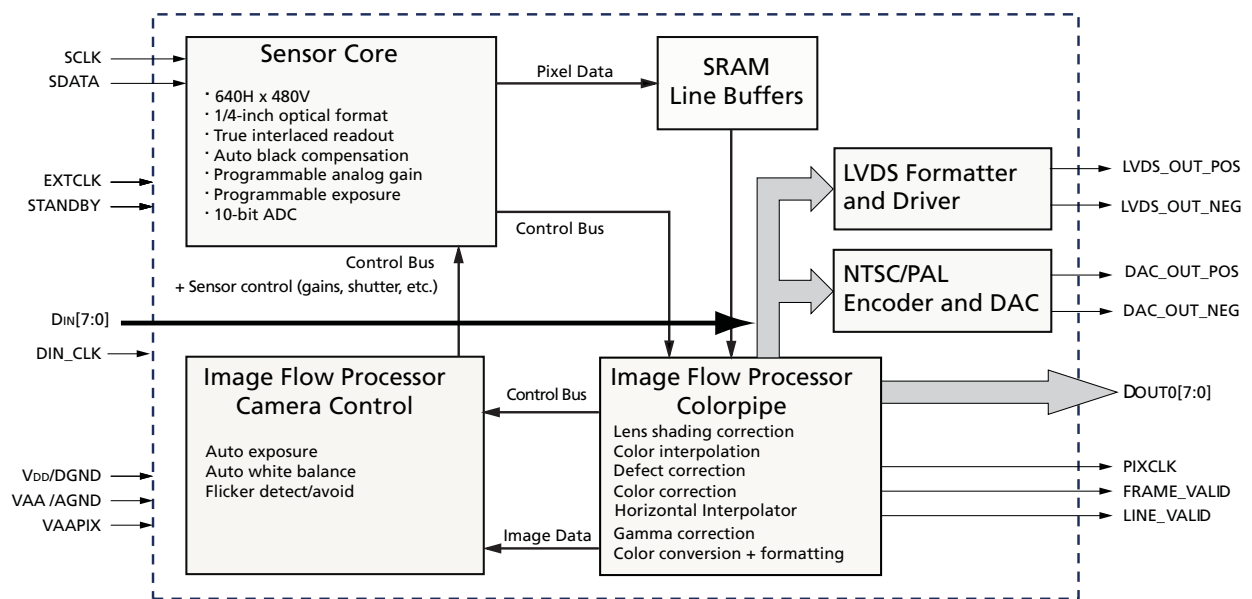 SCLK
SDATA
EXTCLK
STANDBY
DIN[7:0]
DIN_CLK
VDD/DGND
VAA /AGND
VAAPIX
Sensor Core
· 640H x 480V
· 1/4-inch optical format
· True interlaced readout
· Auto black compensation
· Programmable analog gain
· Programmable exposure
· 10-bit ADC
Pixel Data
SRAM
Line Buffers
Control Bus
Control Bus
+ Sensor control (gains, shutter, etc.)
LVDS Formatter
and Driver
NTSC/PAL
Encoder and DAC
Image Flow Processor
Camera Control
Auto exposure
Auto white balance
Flicker detect/avoid
Control Bus
Image Data
Image Flow Processor
Colorpipe
Lens shading correction
Color interpolation
Defect correction
Color correction
Horizontal Interpolator
Gamma correction
Color conversion + formatting
LVDS_OUT_POS
LVDS_OUT_NEG
DAC_OUT_POS
DAC_OUT_NEG
DOUT0[7:0]
PIXCLK
FRAME_VALID
LINE_VALID